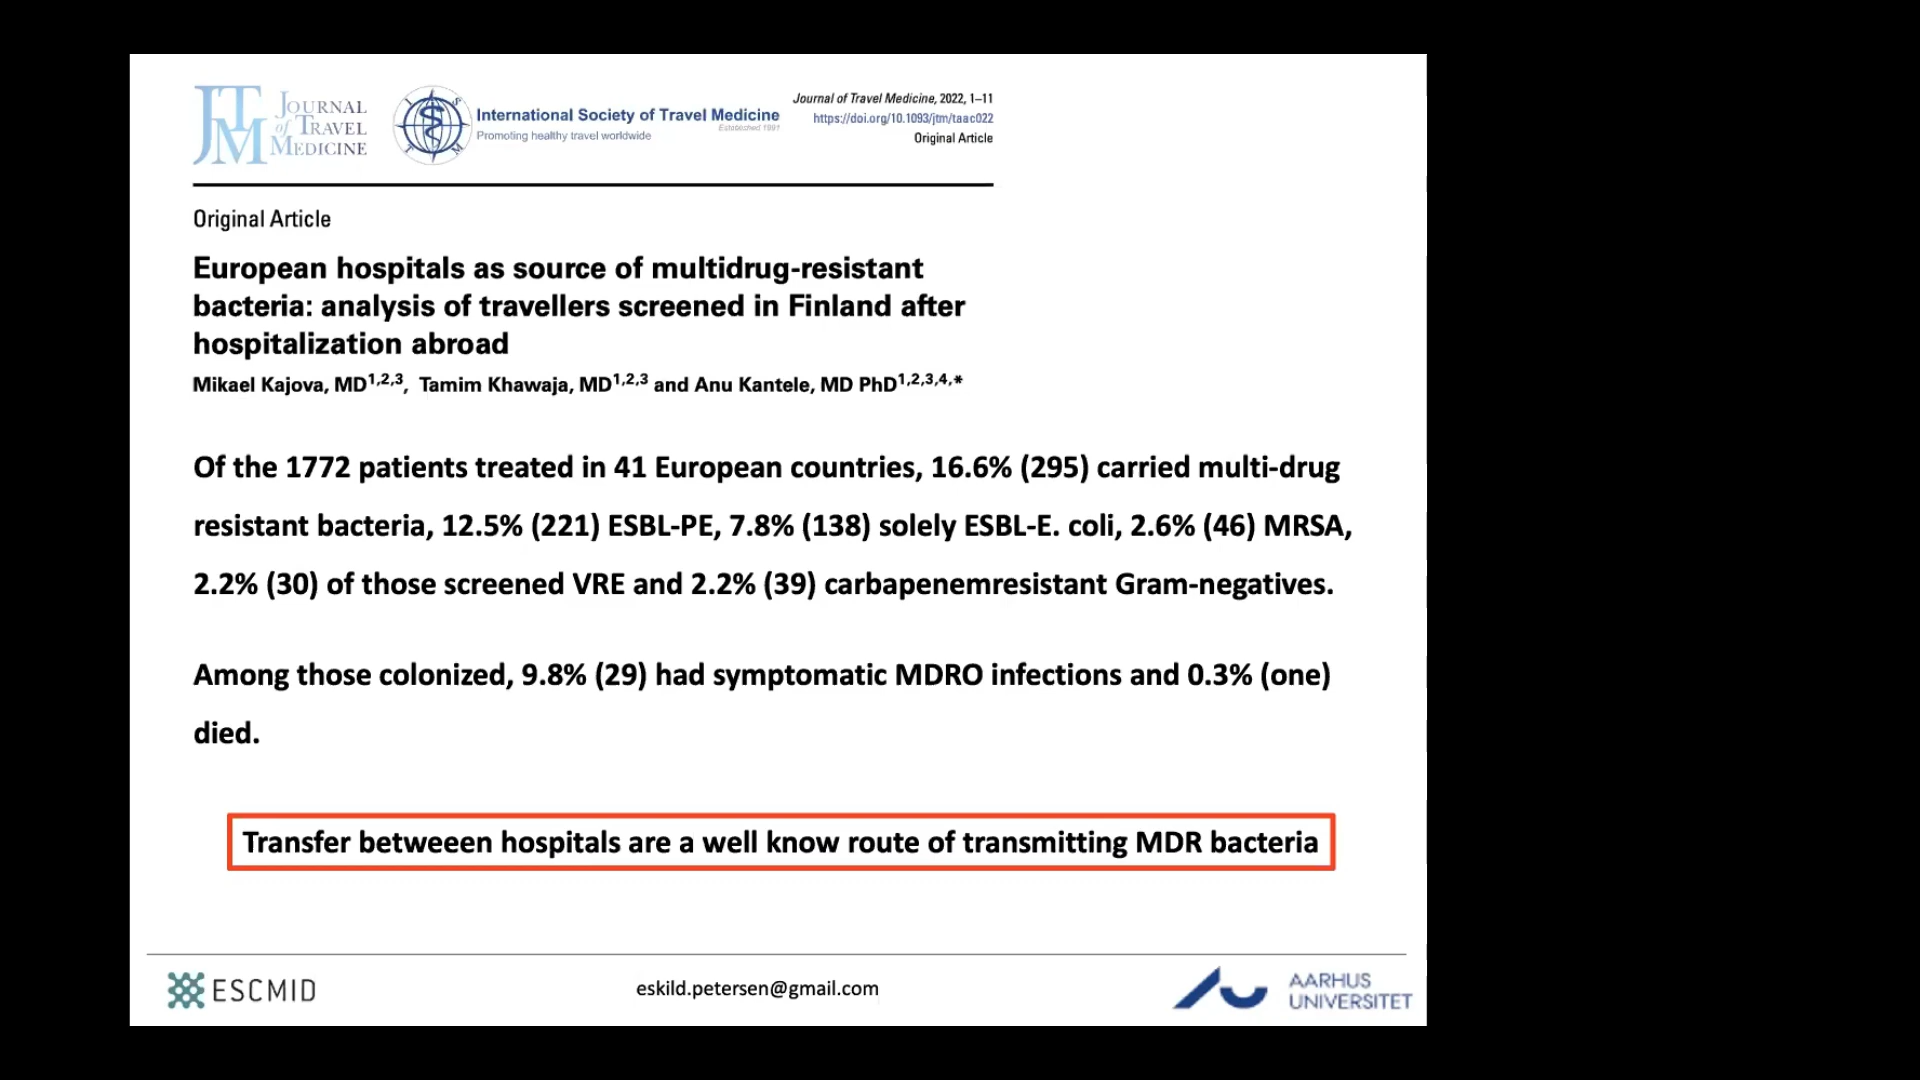 JTM JOURNAL of TRAVEL MEDICINE
International Society of Travel Medicine
Established 1991
Promoting healthy travel worldwide
Journal of Travel Medicine, 2022, 1–11
https://doi.org/10.1093/jtm/taac022
Original Article
Original Article
European hospitals as source of multidrug-resistant
bacteria: analysis of travellers screened in Finland after
hospitalization abroad
Mikael Kajova, MD1,2,3, Tamim Khawaja, MD1,2,3 and Anu Kantele, MD PhD1,2,3,4,*
Of the 1772 patients treated in 41 European countries, 16.6% (295) carried multi-drug
resistant bacteria, 12.5% (221) ESBL-PE, 7.8% (138) solely ESBL-E. coli, 2.6% (46) MRSA,
2.2% (30) of those screened VRE and 2.2% (39) carbapenemresistant Gram-negatives.
Among those colonized, 9.8% (29) had symptomatic MDRO infections and 0.3% (one)
died.
Transfer betweeen hospitals are a well know route of transmitting MDR bacteria
ESCMID
eskild.petersen@gmail.com
AARHUS
UNIVERSITET